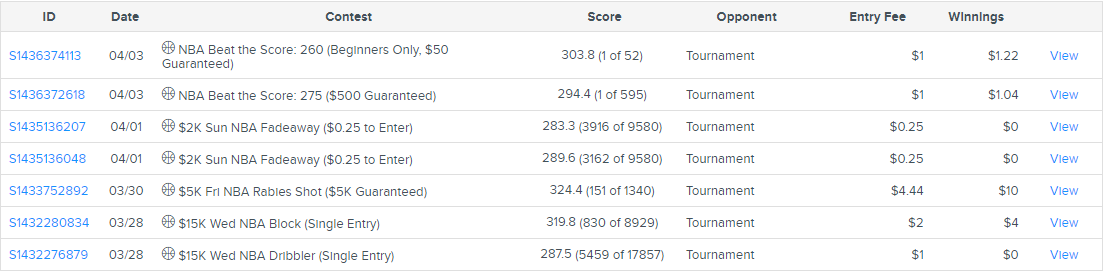 ID Date Contest Score Opponent Entry Fee Winnings
S1436374113 04/03 NBA Beat the Score: 260 (Beginners Only, $50 Guaranteed) 303.8 (1 of 52) Tournament $1 $1.22 View
S1436372618 04/03 NBA Beat the Score: 275 ($500 Guaranteed) 294.4 (1 of 595) Tournament $1 $1.04 View
S1435136207 04/01 $2K Sun NBA Fadeaway ($0.25 to Enter) 283.3 (3916 of 9580) Tournament $0.25 $0 View
S1435136048 04/01 $2K Sun NBA Fadeaway ($0.25 to Enter) 289.6 (3162 of 9580) Tournament $0.25 $0 View
S1433752892 03/30 $5K Fri NBA Rabies Shot ($5K Guaranteed) 324.4 (151 of 1340) Tournament $4.44 $10 View
S1432280834 03/28 $15K Wed NBA Block (Single Entry) 319.8 (830 of 8929) Tournament $2 $4 View
S1432276879 03/28 $15K Wed NBA Dribbler (Single Entry) 287.5 (5459 of 17857) Tournament $1 $0 View